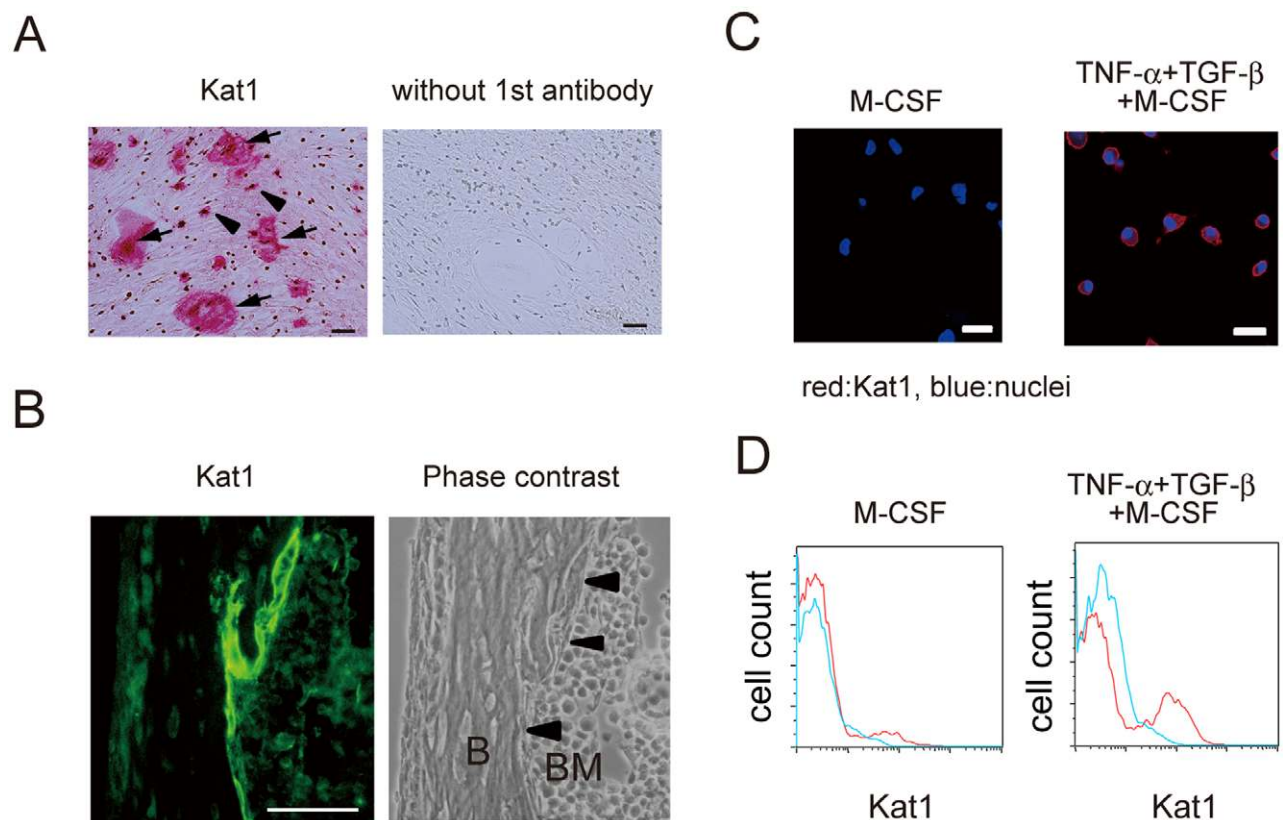 A
Kat1
without 1st antibody
B
Kat1
Phase contrast
B
BM
C
M-CSF
TNF-α+TGF-β
+M-CSF
red:Kat1, blue:nuclei
D
M-CSF
TNF-α+TGF-β
+M-CSF
cell count
cell count
Kat1
Kat1